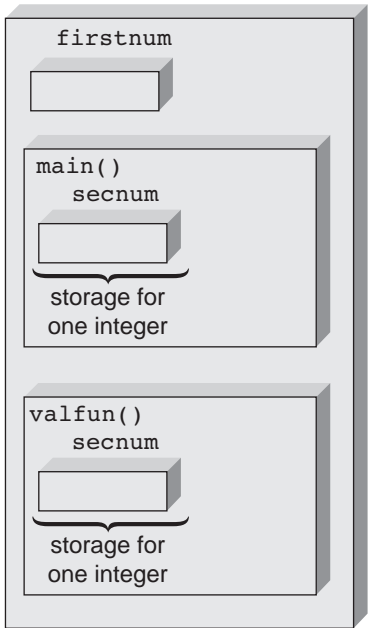 firstnum
main()
secnum
storage for
one integer
valfun()
secnum
storage for
one integer